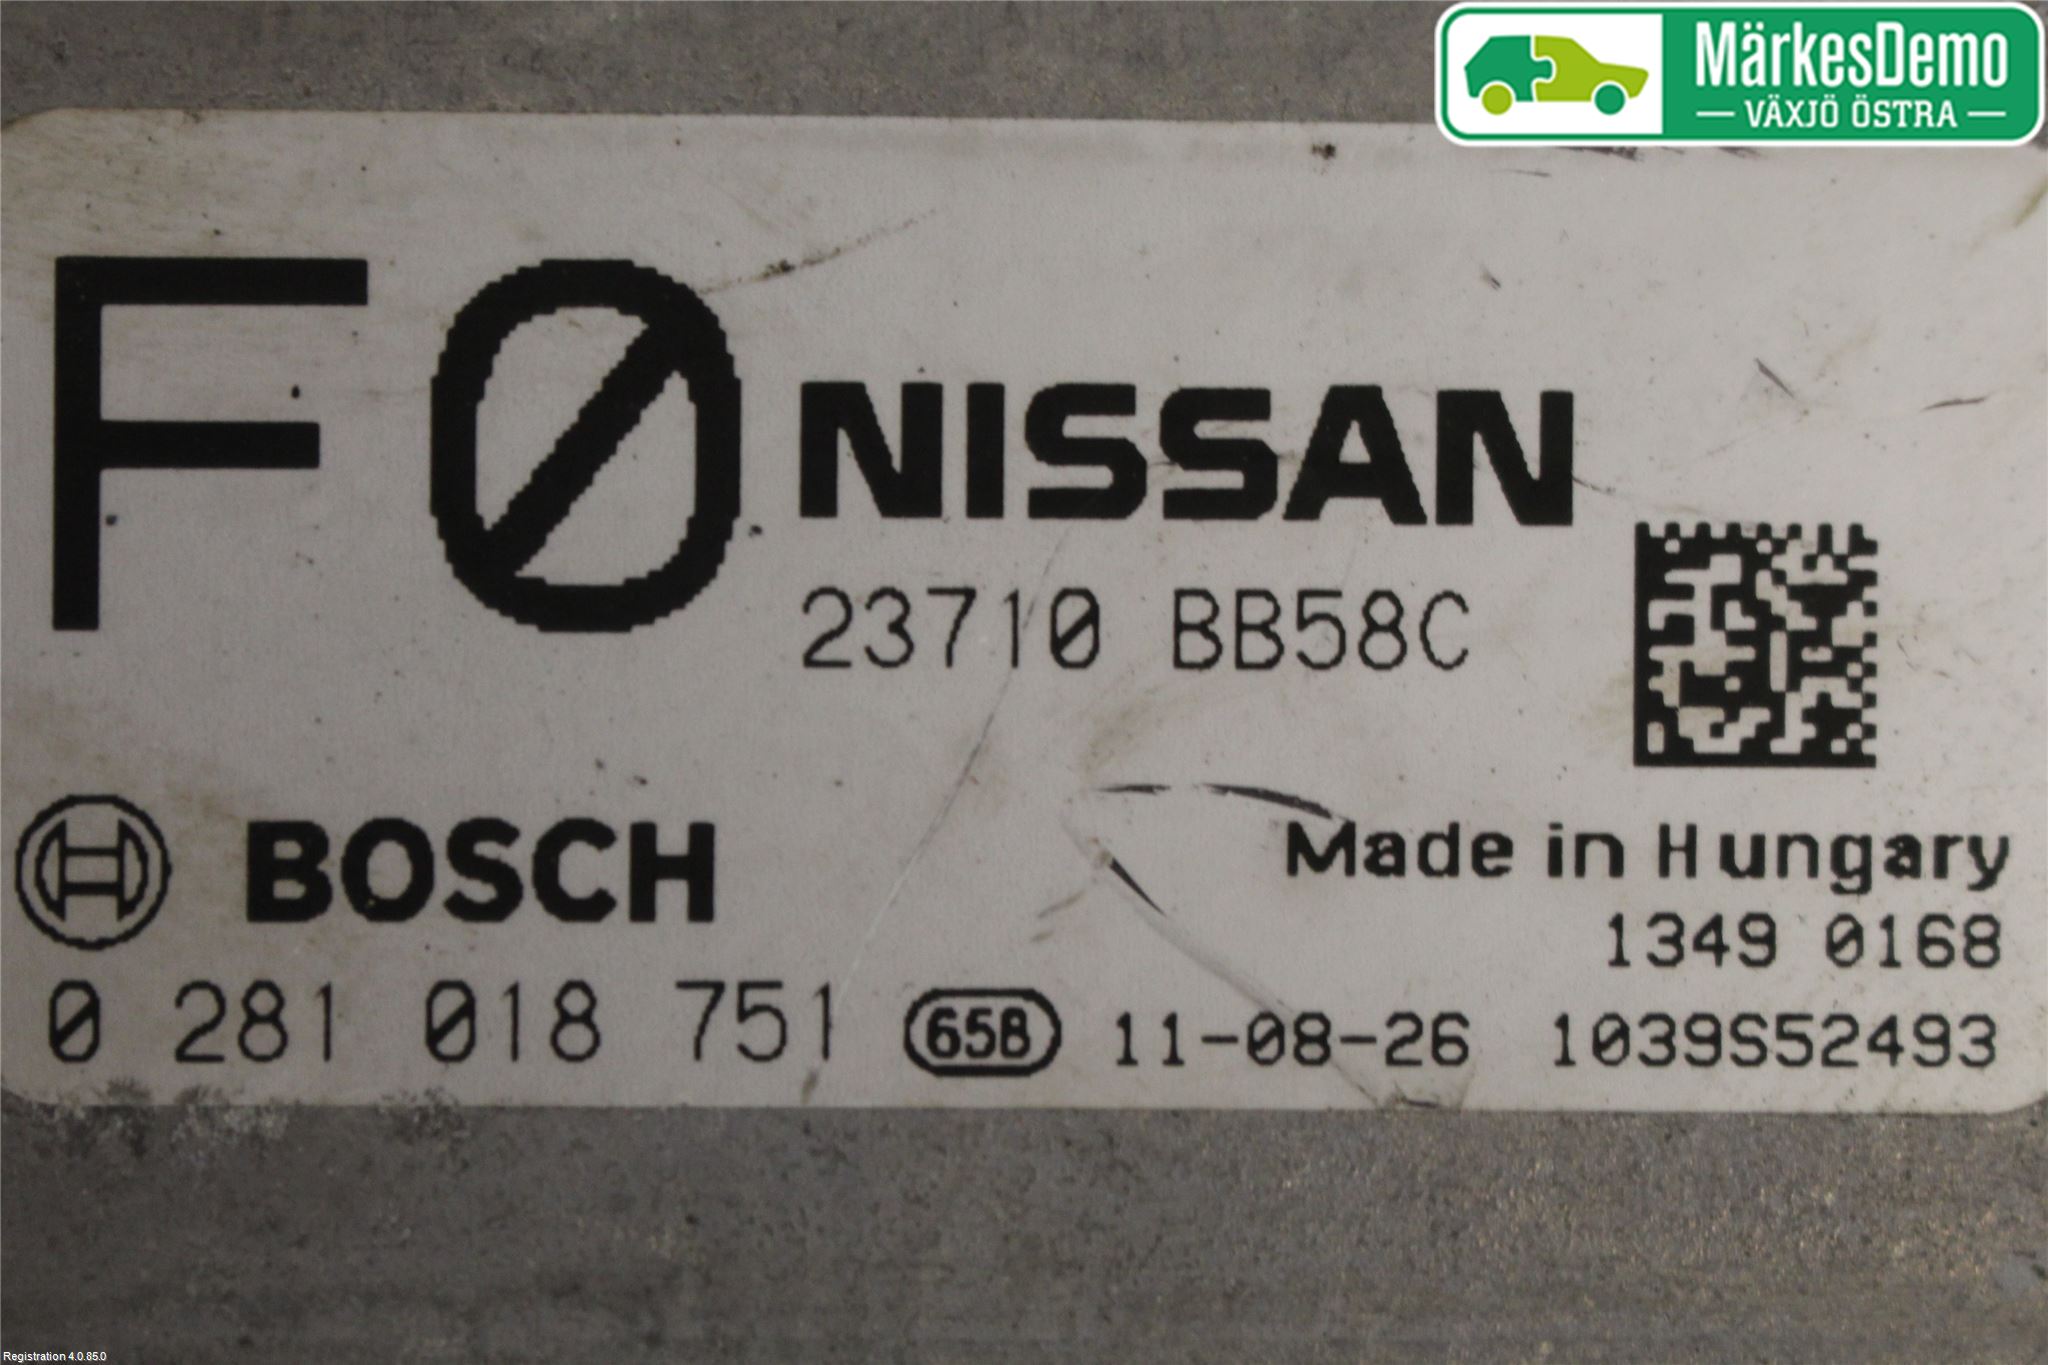 MärkesDemo
VÄXJÖ ÖSTRA
F0
NISSAN
23710 BB58C
BOSCH
Made in Hungary
1349 0168
0 281 018 751
65B
11-08-26
1039S52493
Registration 4.0.85.0